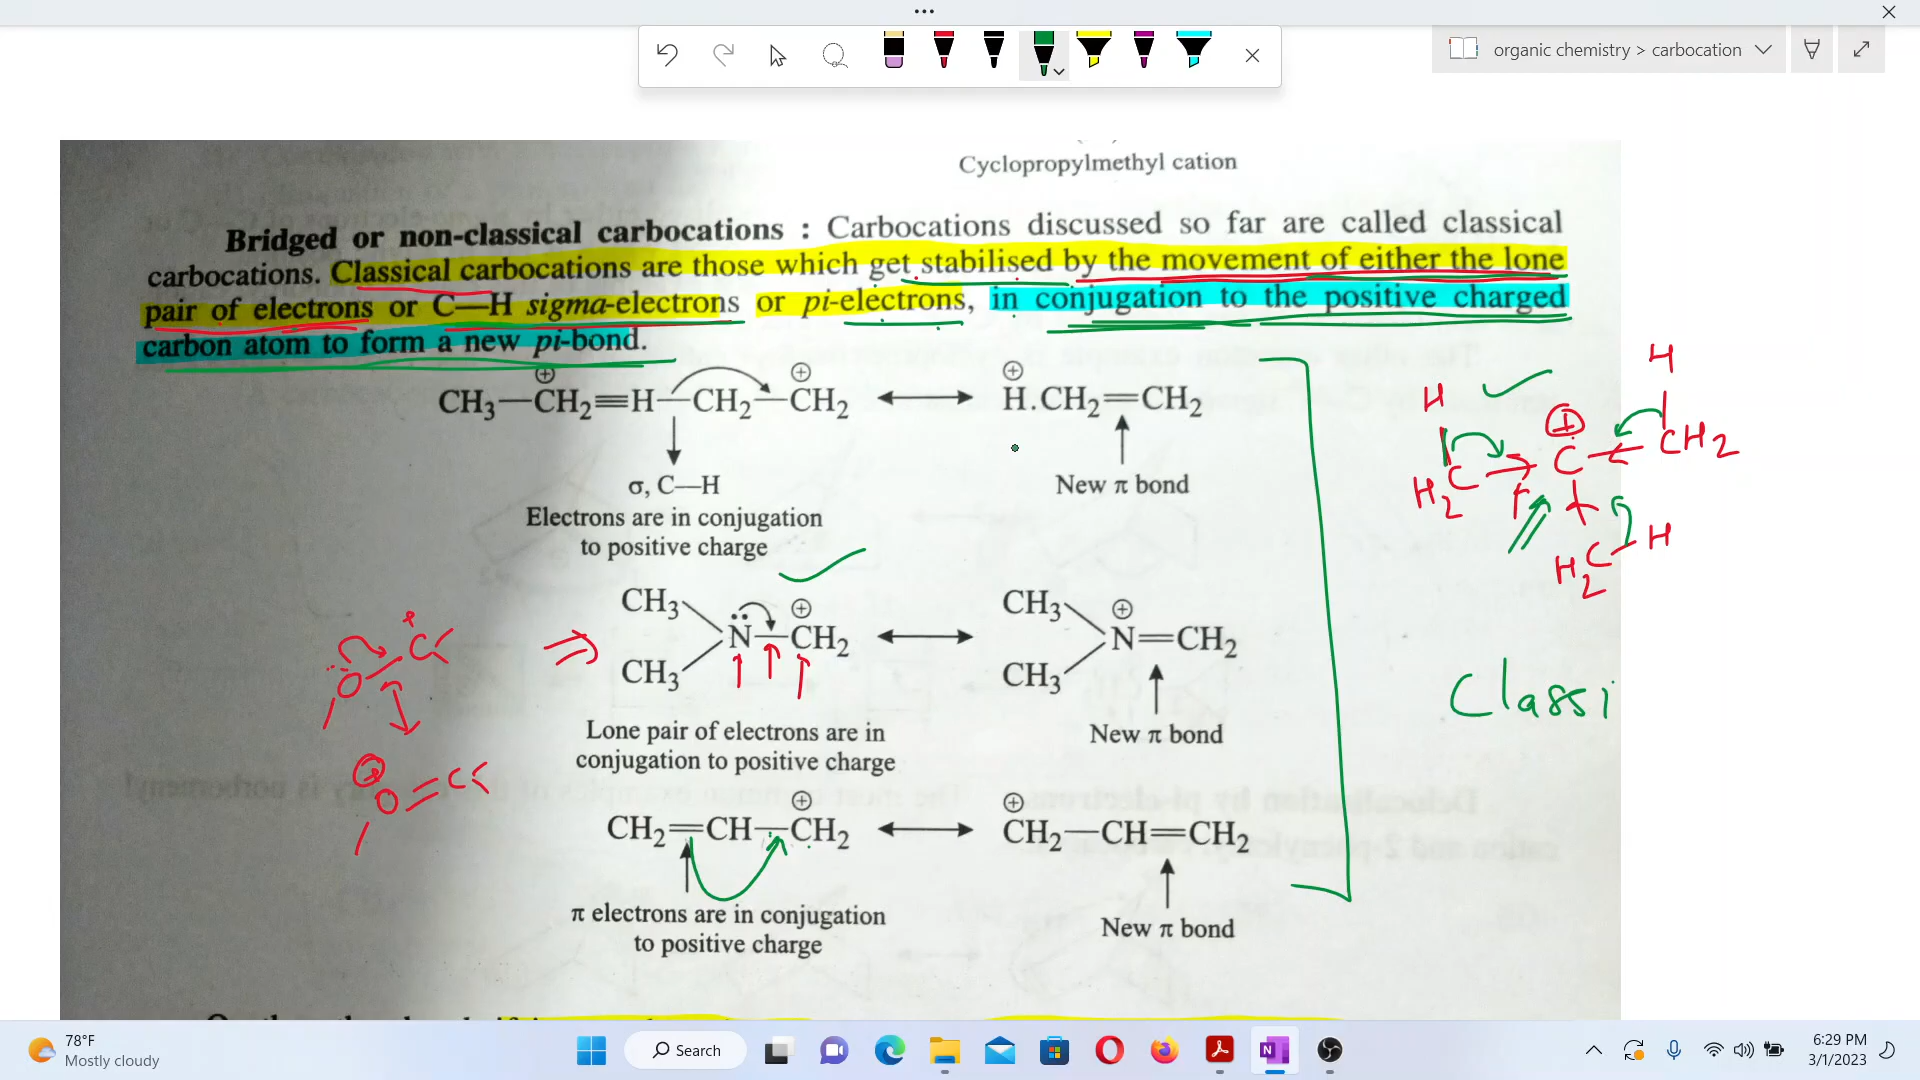 organic chemistry > carbocation
Cyclopropylmethyl cation
Bridged or non-classical carbocations : Carbocations discussed so far are called classical
carbocations. Classical carbocations are those which get stabilised by the movement of either the lone
pair of electrons or C—H sigma-electrons or pi-electrons, in conjugation to the positive charged
carbon atom to form a new pi-bond.
CH₃—CH₂≡H—CH₂—CH₂ ⊕ ⟷ ⊕ H.CH₂=CH₂
σ, C—H
New π bond
Electrons are in conjugation
to positive charge
H H
H₂C C ⊕ CH₂
H₂C H
CH₃
CH₃
N—CH₂ ⊕ ⟷ CH₃
CH₃
N=CH₂ ⊕
O C
O=C
Classi
Lone pair of electrons are in
conjugation to positive charge
New π bond
CH₂=CH—CH₂ ⊕ ⟷ ⊕ CH₂—CH=CH₂
π electrons are in conjugation
to positive charge
New π bond
78°F
Mostly cloudy
Search
6:29 PM
3/1/2023